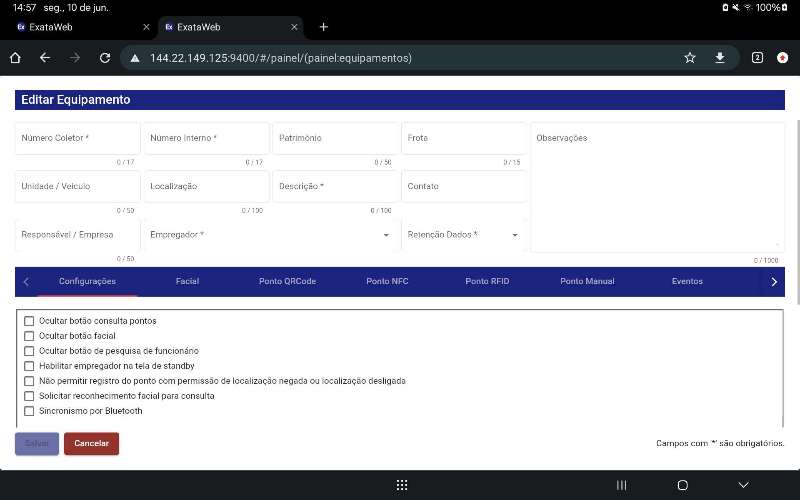 14:57 seg., 10 de jun. 100%
Ex ExataWeb
Ex ExataWeb
144.22.149.125:9400/#/painel/(painel:equipamentos)
2
Editar Equipamento
Número Coletor *
Número Interno *
Patrimônio
Frota
Observações
0 / 17
0 / 17
0 / 50
0 / 15
Unidade / Veículo
Localização
Descrição *
Contato
0 / 50
0 / 100
0 / 100
Responsável / Empresa
Empregador *
Retenção Dados *
0 / 50
0 / 1000
Configurações
Facial
Ponto QRCode
Ponto NFC
Ponto RFID
Ponto Manual
Eventos
Ocultar botão consulta pontos
Ocultar botão facial
Ocultar botão de pesquisa de funcionário
Habilitar empregador na tela de standby
Não permitir registro do ponto com permissão de localização negada ou localização desligada
Solicitar reconhecimento facial para consulta
Sincronismo por Bluetooth
Salvar
Cancelar
Campos com '*' são obrigatórios.